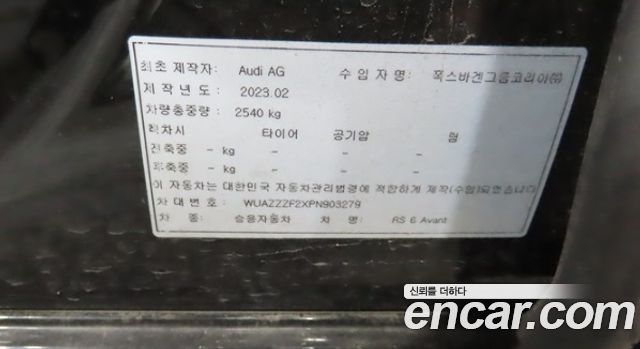 최초 제작자: Audi AG 수 입 자 명: 폭스바겐그룹코리아㈜
제 작 년 도 : 2023.02
차량총중량 : 2540 kg
적차시 타이어 공기압 림
전축중 - kg - - -
후축중 - kg - - -
이 자동차는 대한민국 자동차관리법령에 적합하게 제작(수입)되었습니다
차 대 번 호 : WUAZZZF2XPN903279
차 종: 승용자동차 차 명: RS 6 Avant
신뢰를 더하다
encar.com